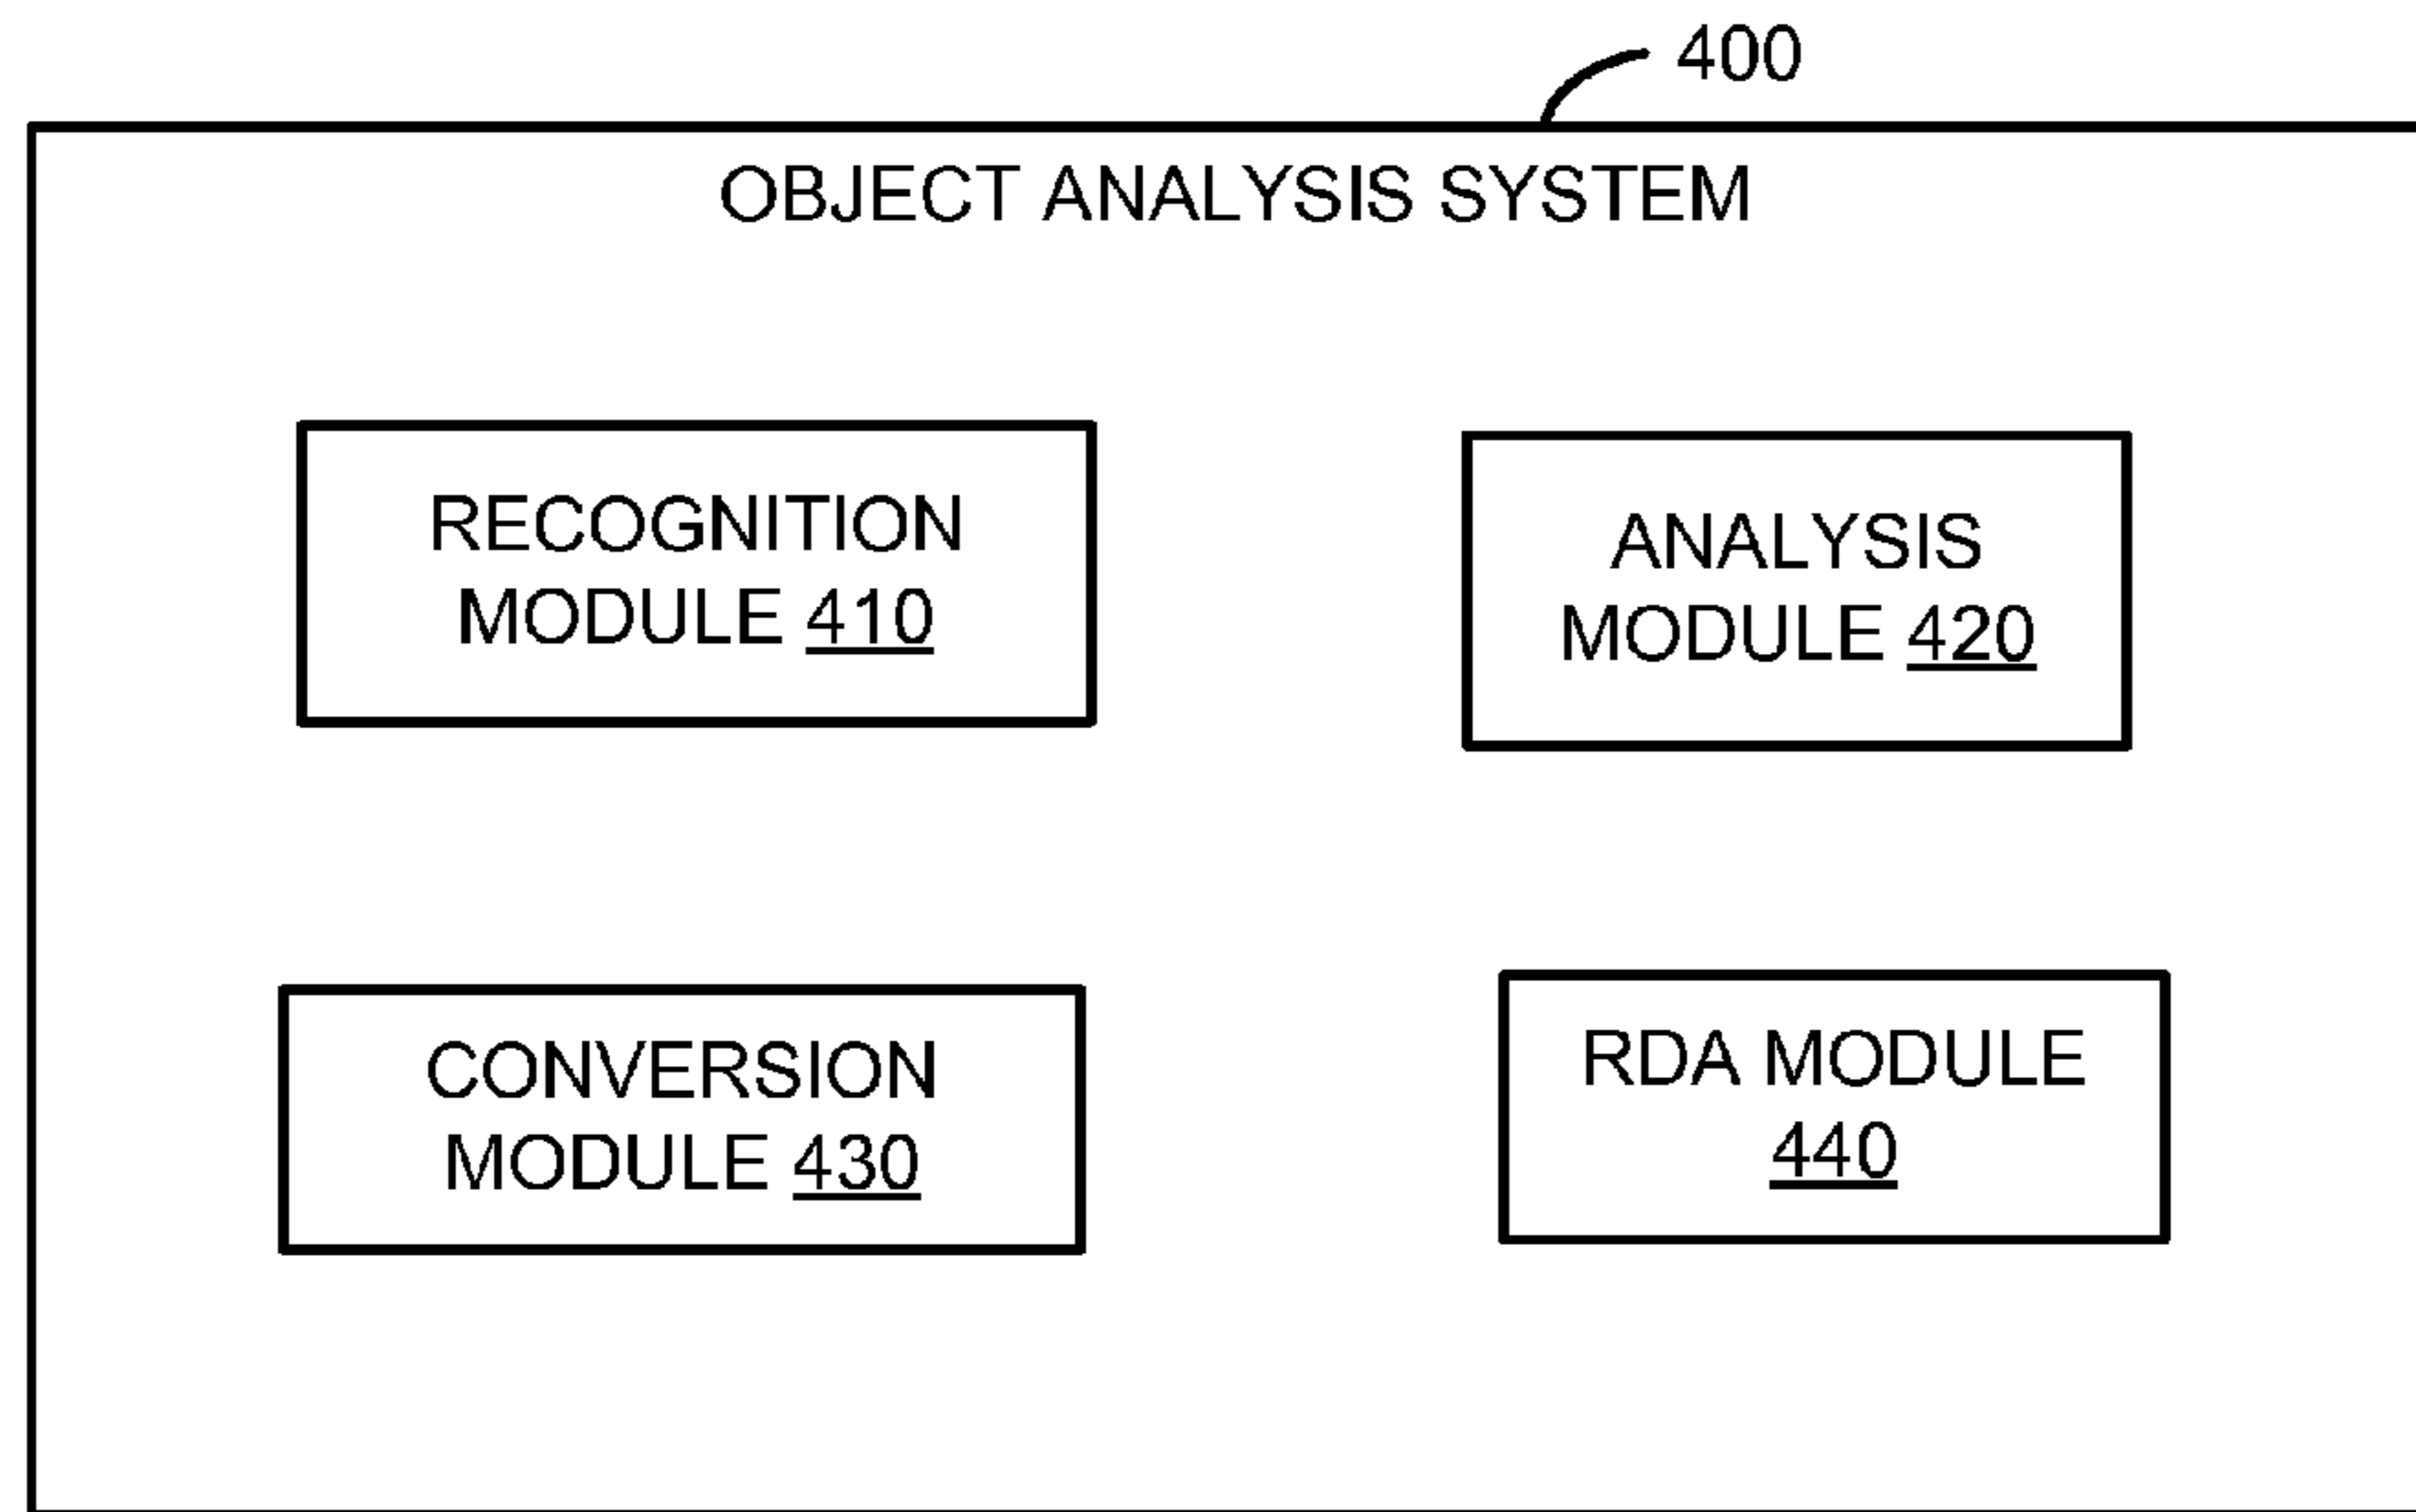 400
OBJECT ANALYSIS SYSTEM
RECOGNITION
MODULE 410
ANALYSIS
MODULE 420
CONVERSION
MODULE 430
RDA MODULE
440